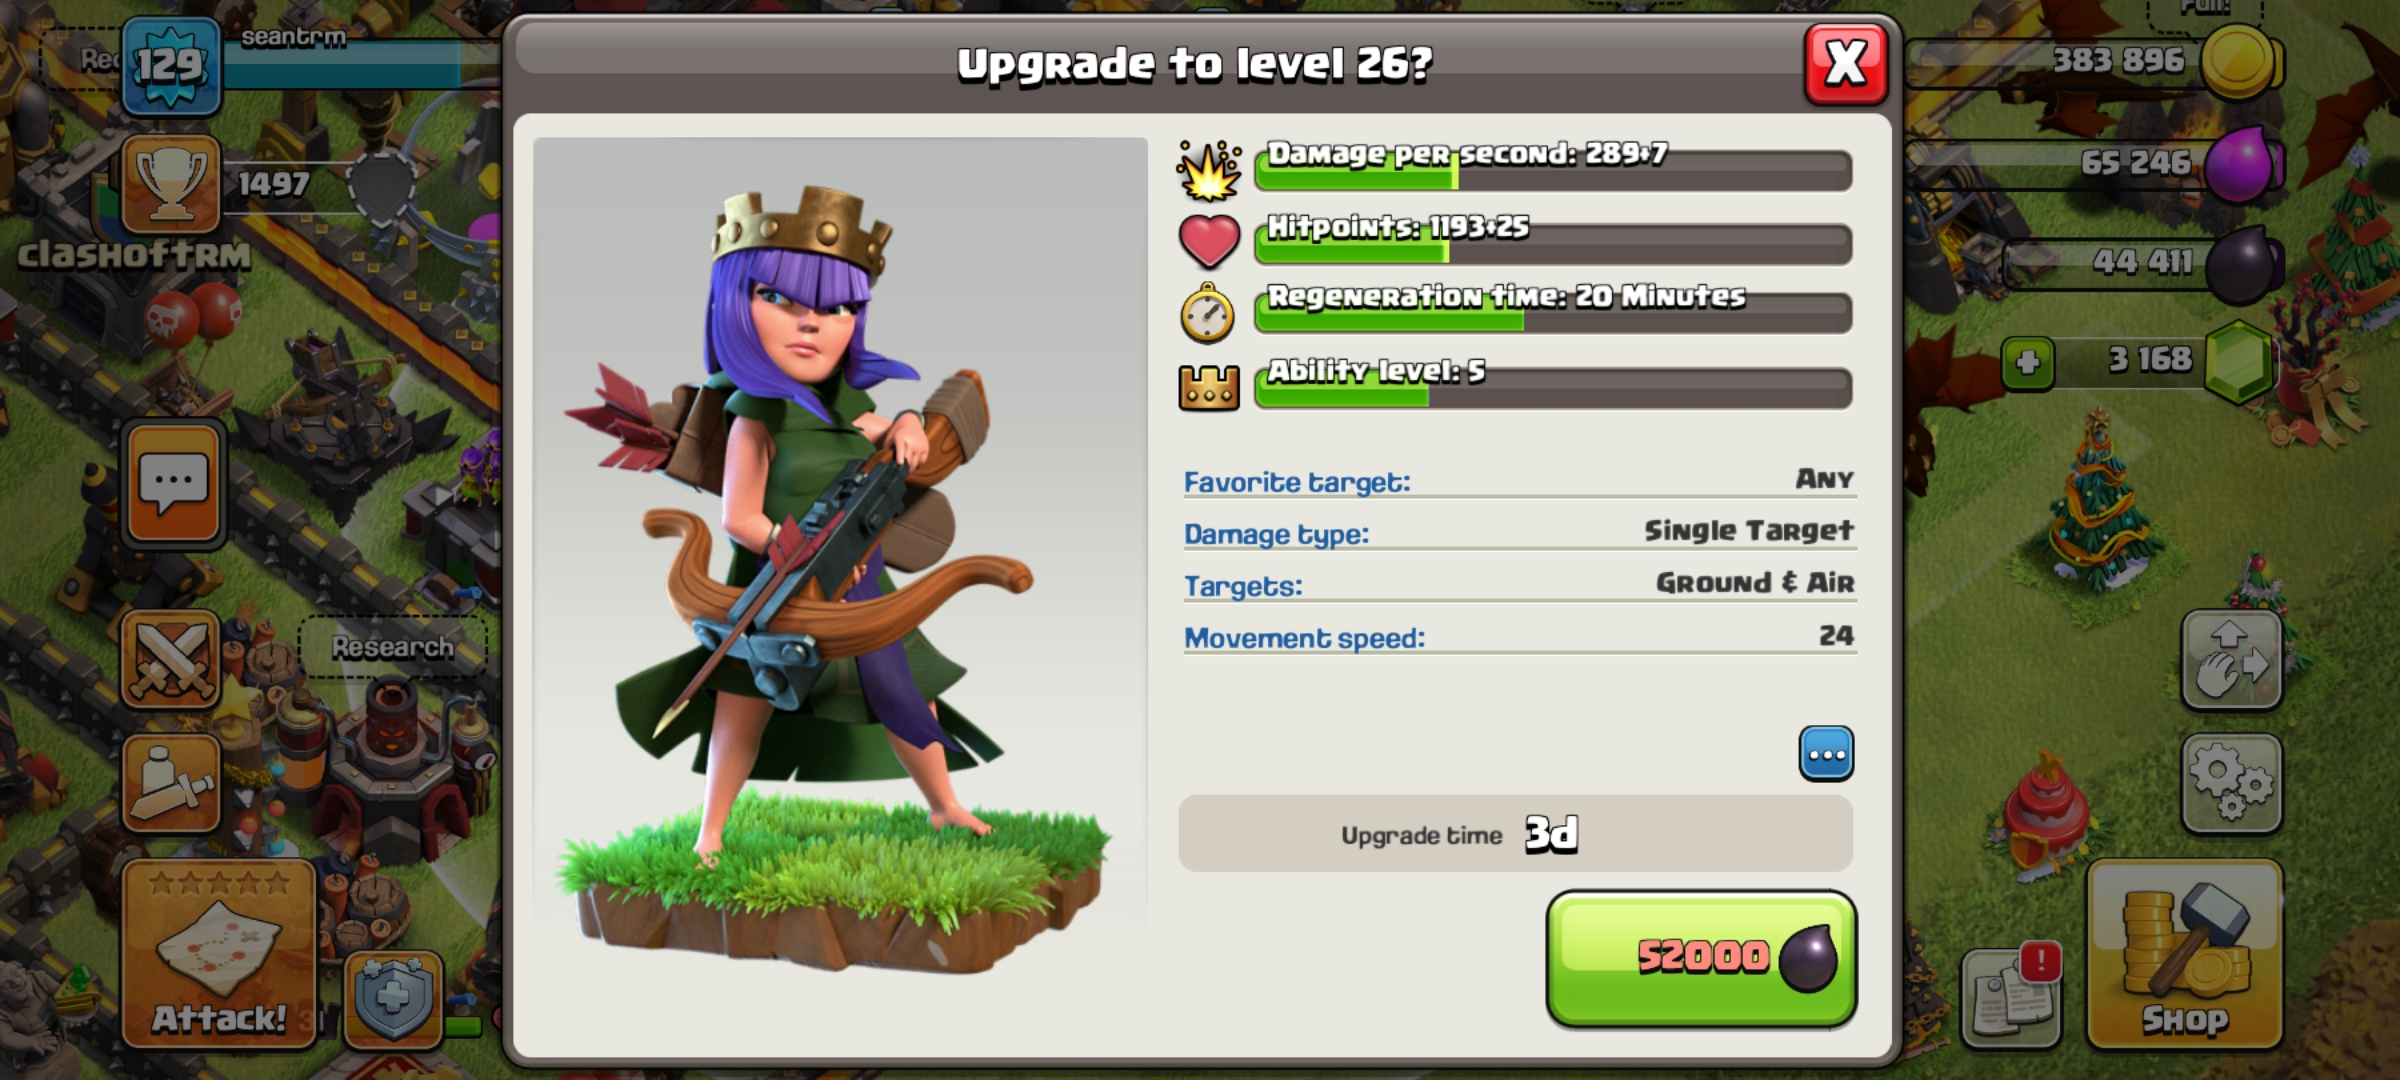 Upgrade to level 26?
X
129
seantrm
1497
clashoftRM
Research
Attack!
383 896
65 246
44 411
3 168
Damage per second: 289+7
Hitpoints: 1193+25
Regeneration time: 20 Minutes
Ability level: 5
Favorite target: Any
Damage type: Single Target
Targets: Ground & Air
Movement speed: 24
Upgrade time 3d
52000
!
Shop